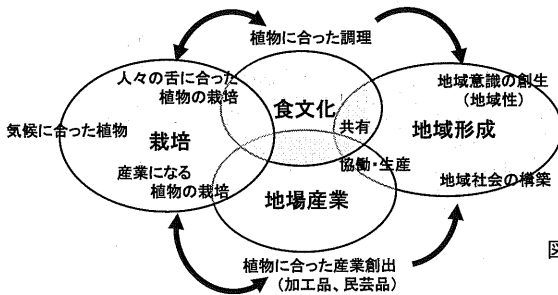 植物に合った調理
人々の舌に合った
植物の栽培
食文化
地域意識の創生
(地域性)
気候に合った植物
栽培
共有
地域形成
産業になる
植物の栽培
協働・生産
地場産業
地域社会の構築
植物に合った産業創出
(加工品、民芸品)
図